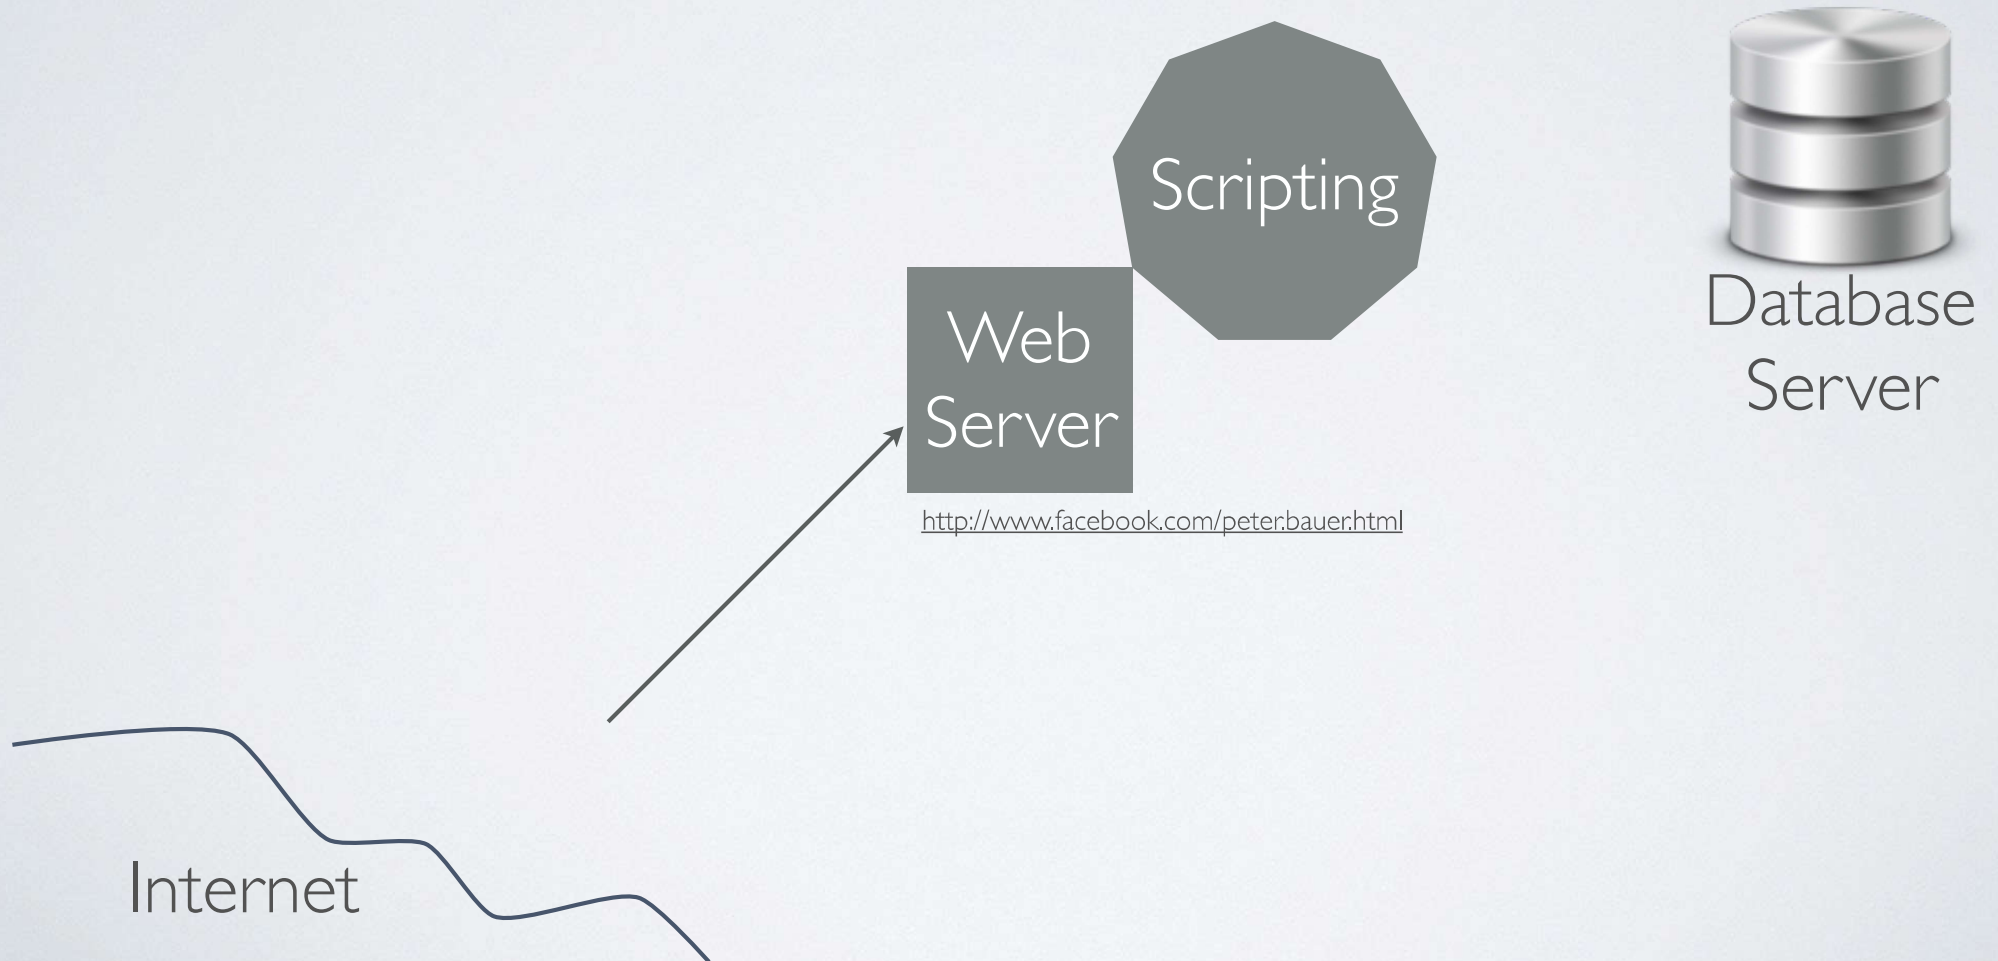 Scripting
Web
Server
Database
Server
http://www.facebook.com/peter.bauer.html
Internet